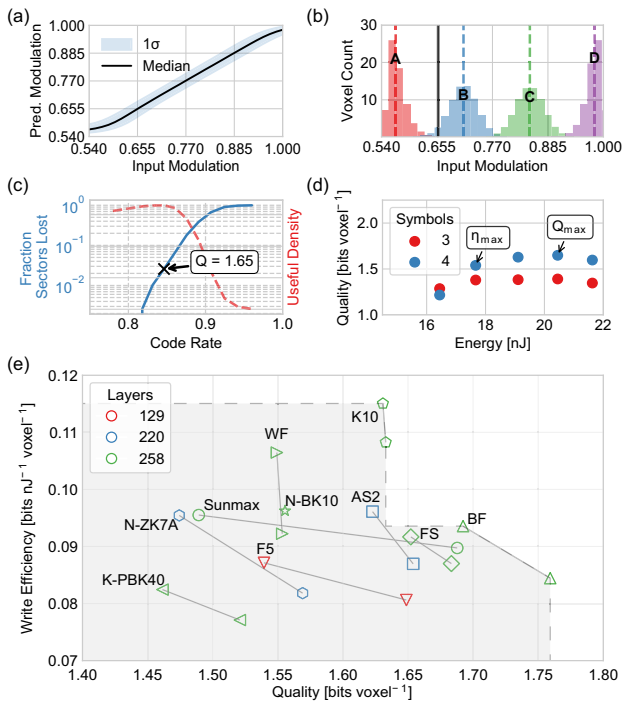 (a)
1.000
0.885
0.770
0.655
0.540
Pred. Modulation
1σ
Median
0.540 0.655 0.770 0.885 1.000
Input Modulation
(b)
30
20
10
Voxel Count
A
B
C
D
0.540 0.655 0.770 0.885 1.000
Input Modulation
(c)
10⁰
10⁻¹
10⁻²
Fraction
Sectors Lost
Useful Density
Q = 1.65
0.8 0.9 1.0
Code Rate
(d)
2.0
1.5
1.0
Quality [bits voxel⁻¹]
Symbols
3
4
η_max
Q_max
16 18 20 22
Energy [nJ]
(e)
0.12
0.11
0.10
0.09
0.08
0.07
Write Efficiency [bits nJ⁻¹ voxel⁻¹]
Layers
129
220
258
K10
WF
AS2
N-BK10
Sunmax
N-ZK7A
BF
FS
F5
K-PBK40
1.40 1.45 1.50 1.55 1.60 1.65 1.70 1.75 1.80
Quality [bits voxel⁻¹]